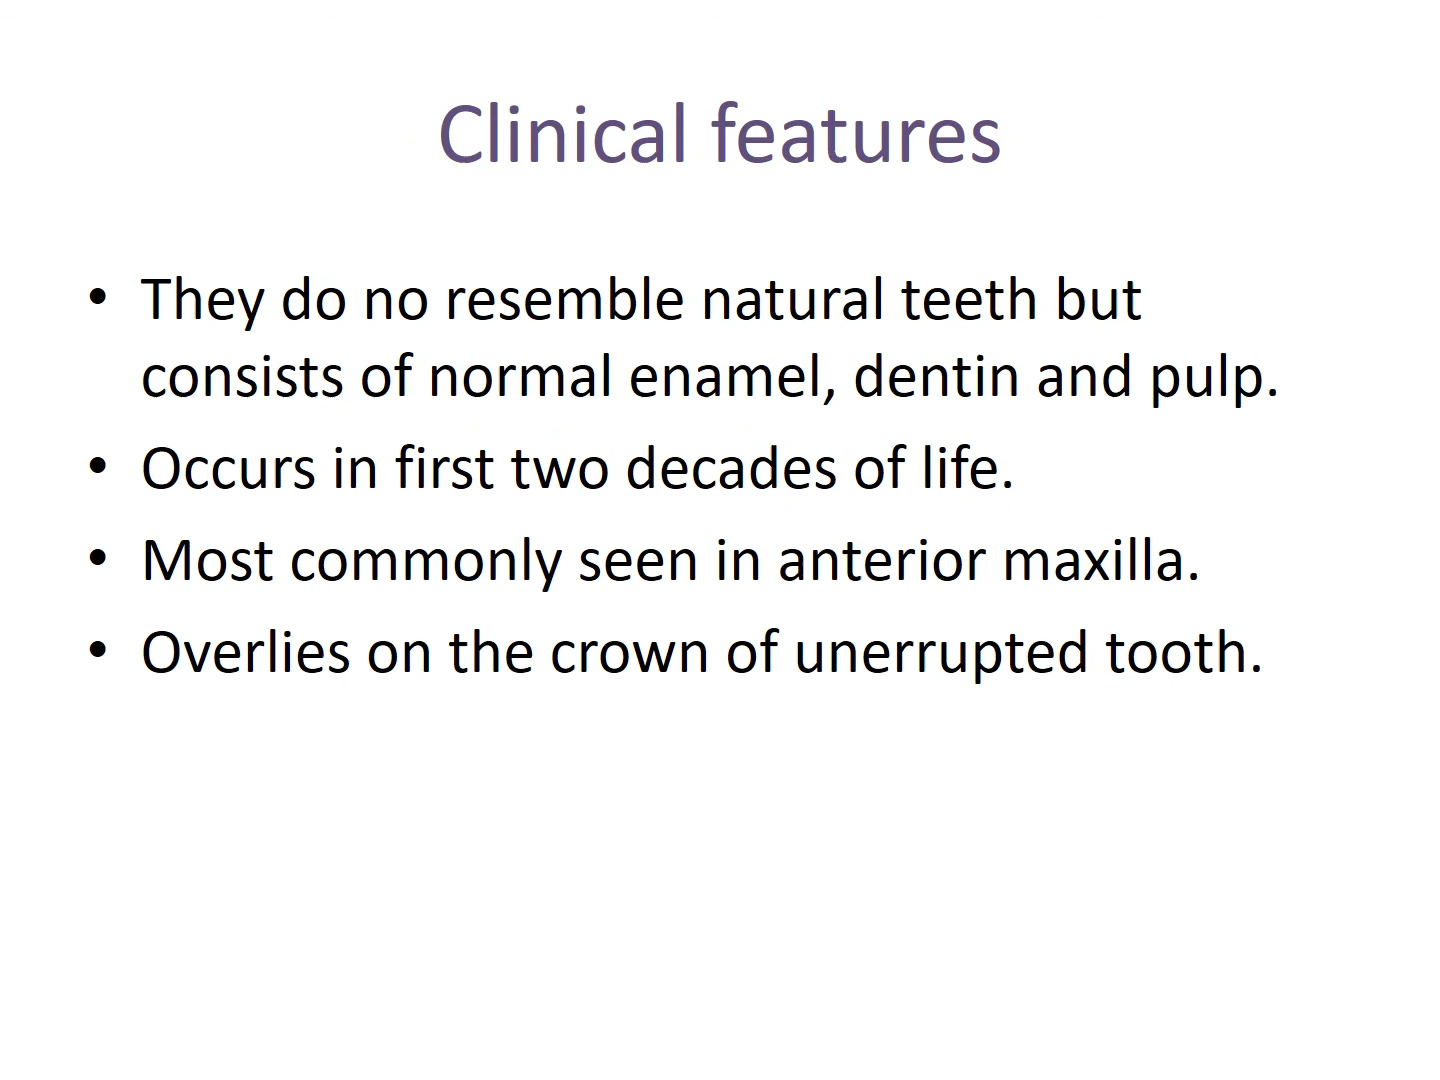 Clinical features
• They do no resemble natural teeth but
consists of normal enamel, dentin and pulp.
• Occurs in first two decades of life.
• Most commonly seen in anterior maxilla.
• Overlies on the crown of unerrupted tooth.